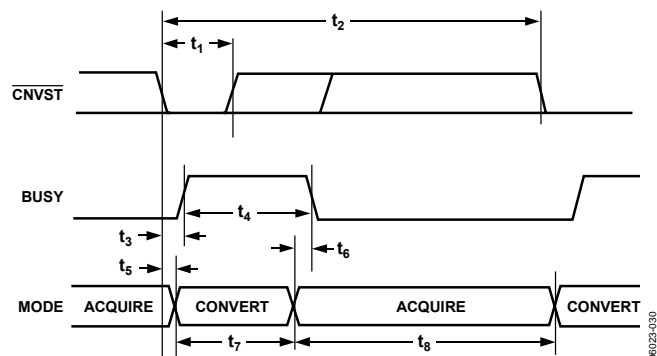 t2
t1
CNVST
BUSY
t4
t3
t6
t5
MODE ACQUIRE CONVERT ACQUIRE CONVERT
t7 t8
06023-030